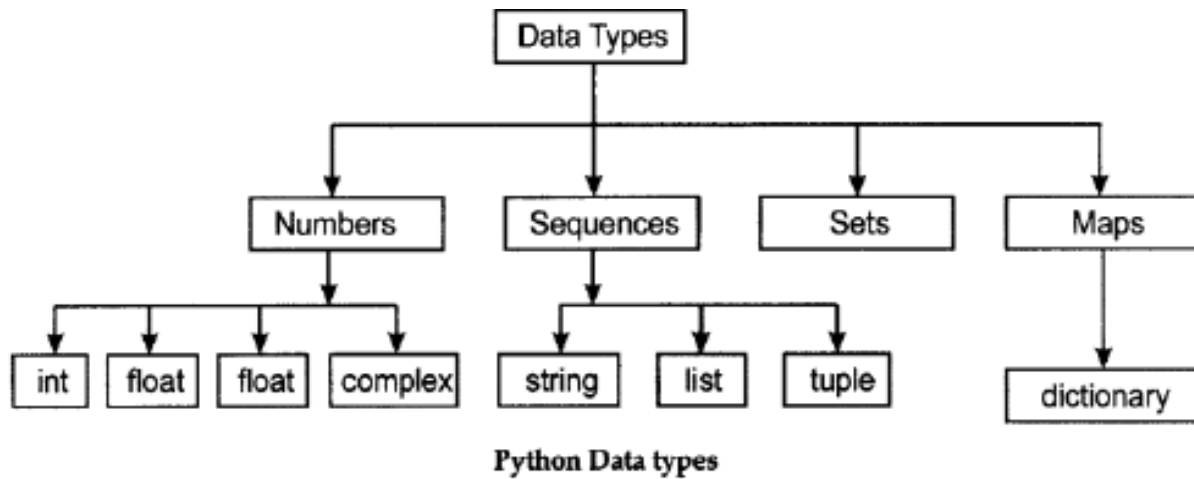 Data Types
Numbers
Sequences
Sets
Maps
int
float
float
complex
string
list
tuple
dictionary
Python Data types